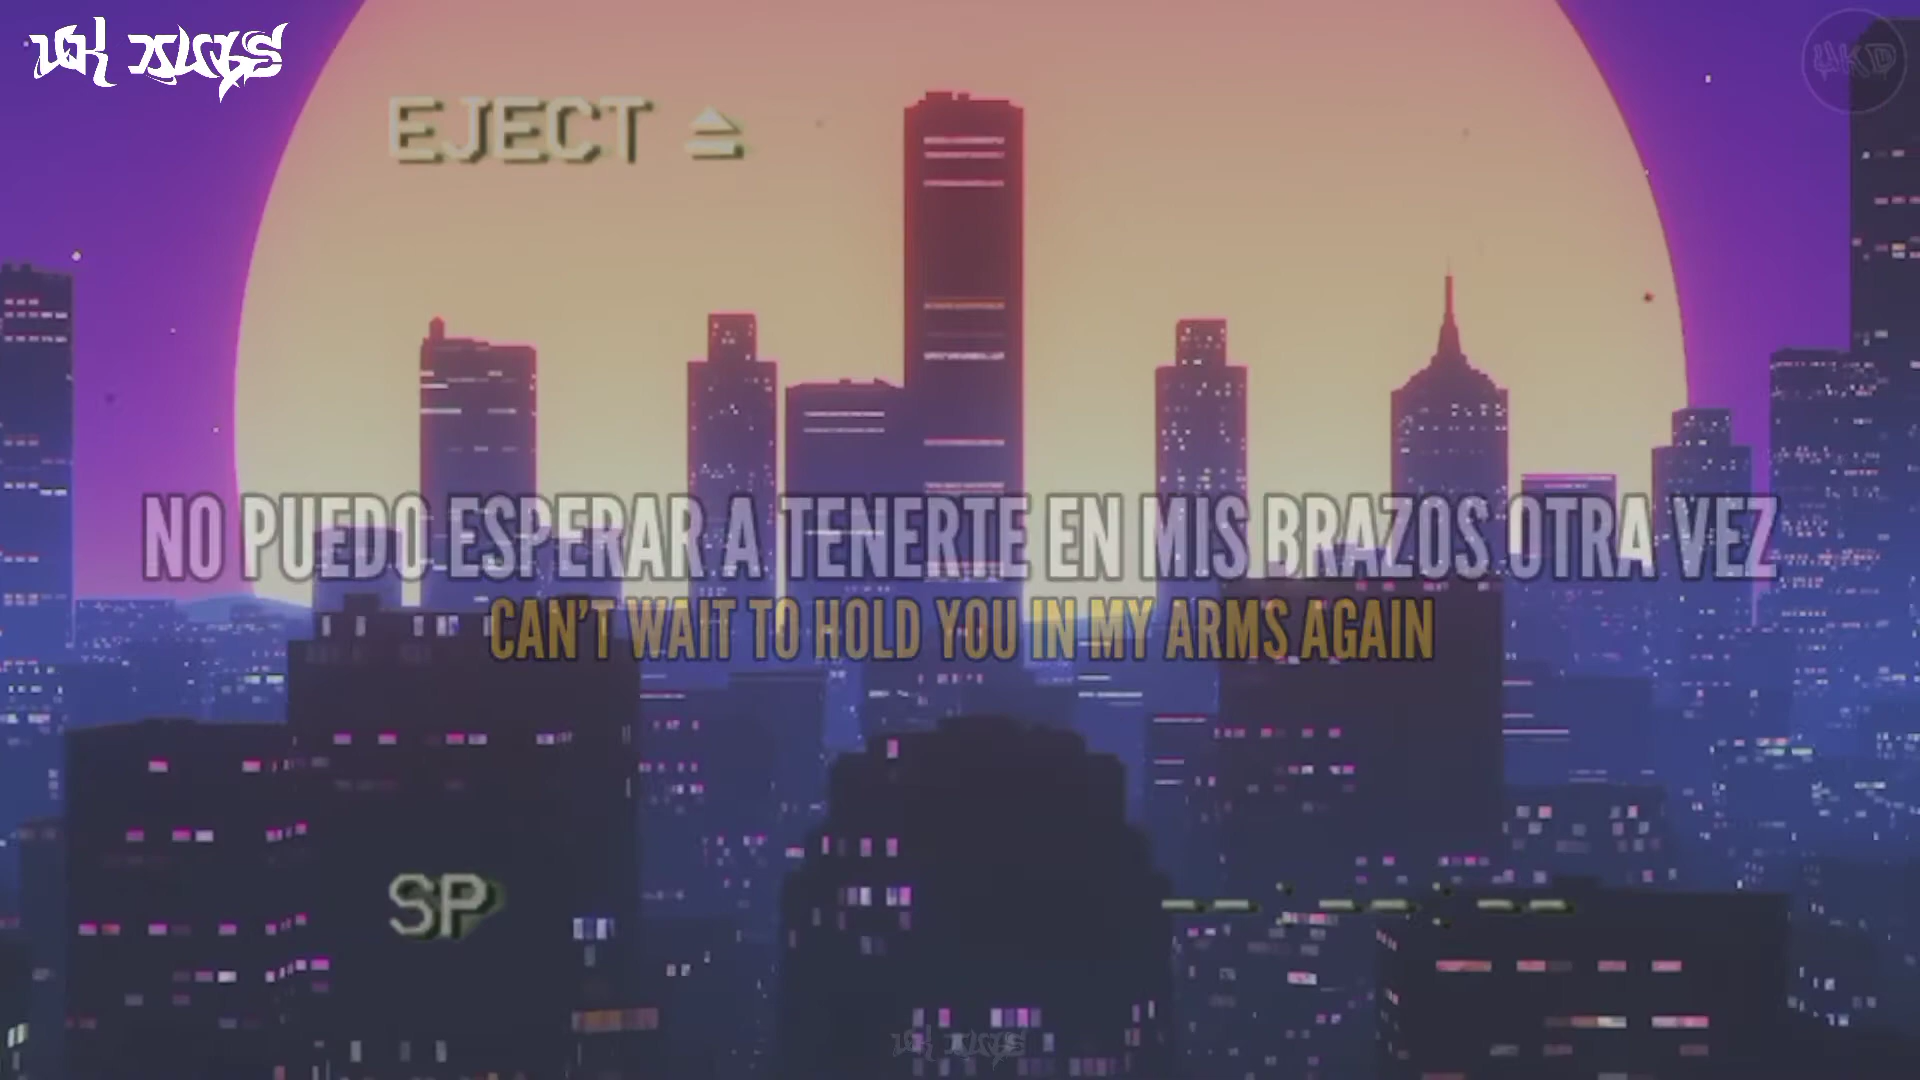 EJECT ⏏
UKD
NO PUEDO ESPERAR A TENERTE EN MIS BRAZOS OTRA VEZ
CAN'T WAIT TO HOLD YOU IN MY ARMS AGAIN
SP
--:--:--